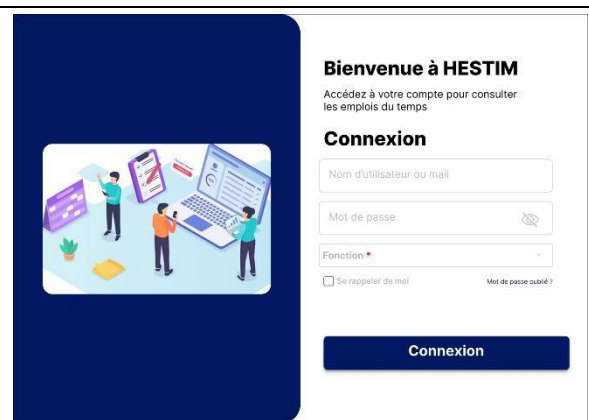 Bienvenue à HESTIM
Accédez à votre compte pour consulter
les emplois du temps
Connexion
Nom d'utilisateur ou mail
Mot de passe
Fonction *
Se rappeler de moi
Mot de passe oublié ?
Connexion